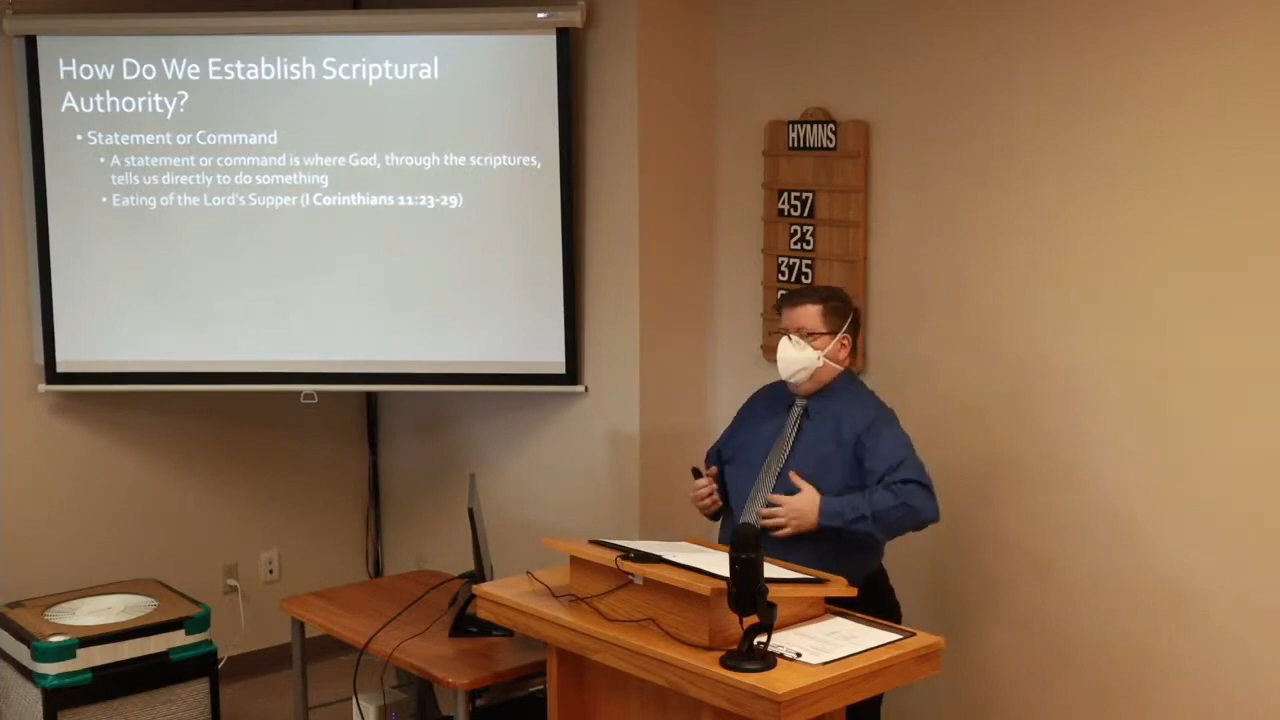 How Do We Establish Scriptural
Authority?
• Statement or Command
• A statement or command is where God, through the scriptures,
tells us directly to do something
• Eating of the Lord's Supper (I Corinthians 11:23-29)
HYMNS
457
23
375